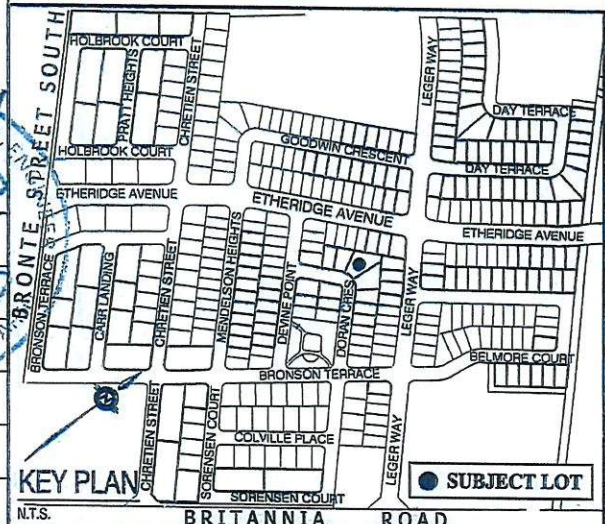 HOLBROOK COURT
BRONTE STREET SOUTH
PRATT HEIGHTS
CHRETIEN STREET
LEGER WAY
DAY TERRACE
GOODWIN CRESCENT
HOLBROOK COURT
DAY TERRACE
ETHERIDGE AVENUE
ETHERIDGE AVENUE
ETHERIDGE AVENUE
BRONSON TERRACE
CARR LANDING
CHRETIEN STREET
MENDELSON HEIGHTS
DEVINE POINT
DORAN CRES
LEGER WAY
BELMORE COURT
BRONSON TERRACE
CHRETIEN STREET
SORENSEN COURT
COLVILLE PLACE
LEGER WAY
KEY PLAN
SUBJECT LOT
SORENSEN COURT
N.T.S.
BRITANNIA ROAD